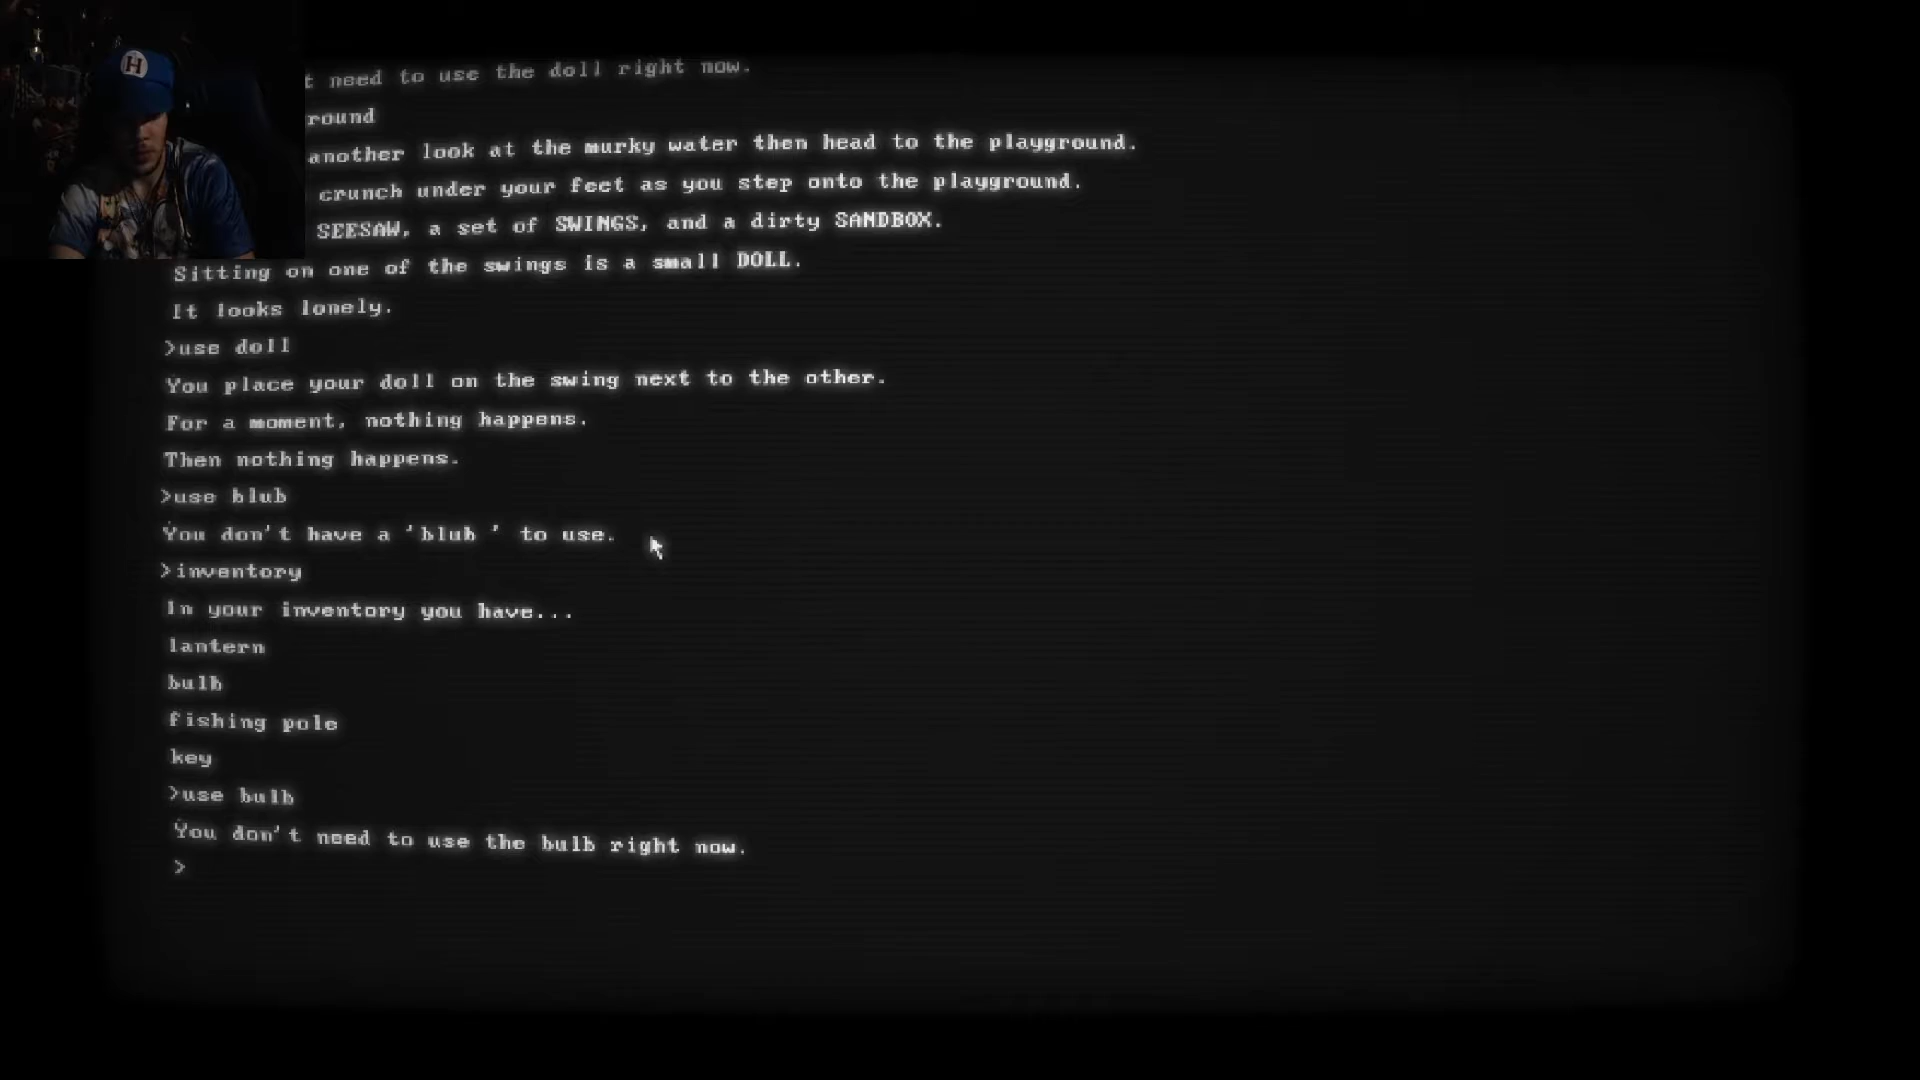 H
t need to use the doll right now.
round
another look at the murky water then head to the playground.
crunch under your feet as you step onto the playground.
SEESAW, a set of SWINGS, and a dirty SANDBOX.
Sitting on one of the swings is a small DOLL.
It looks lonely.
>use doll
You place your doll on the swing next to the other.
For a moment, nothing happens.
Then nothing happens.
>use blub
You don't have a 'blub ' to use.
>inventory
In your inventory you have...
lantern
bulb
fishing pole
key
>use bulb
You don't need to use the bulb right now.
>